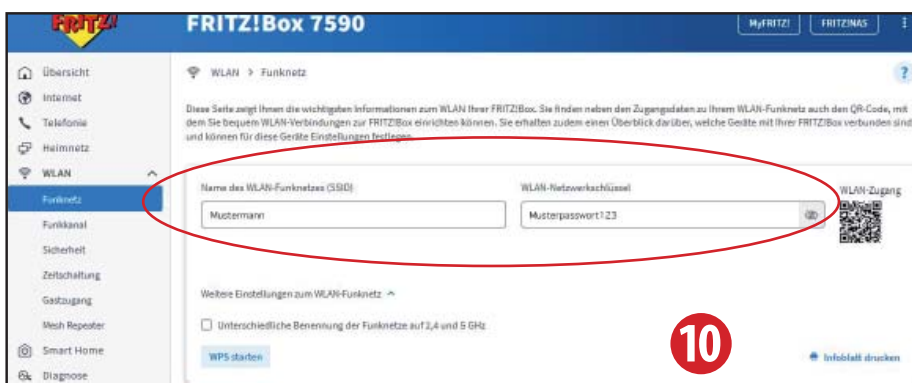 FRITZ!
FRITZ!Box 7590
MyFRITZ!
FRITZ!NAS
Übersicht
Internet
Telefonie
Heimnetz
WLAN
Funknetz
Funkkanal
Sicherheit
Zeitschaltung
Gastzugang
Mesh Repeater
Smart Home
Diagnose
WLAN > Funknetz
?
Diese Seite zeigt Ihnen die wichtigsten Informationen zum WLAN Ihrer FRITZ!Box. Sie finden neben den Zugangsdaten zu Ihrem WLAN-Funknetz auch den QR-Code, mit
dem Sie bequem WLAN-Verbindungen zur FRITZ!Box einrichten können. Sie erhalten zudem einen Überblick darüber, welche Geräte mit Ihrer FRITZ!Box verbunden sind
und können für diese Geräte Einstellungen festlegen.
Name des WLAN-Funknetzes (SSID)
Mustermann
WLAN-Netzwerkschlüssel
Musterpasswort123
WLAN-Zugang
Weitere Einstellungen zum WLAN-Funknetz
Unterschiedliche Benennung der Funknetze auf 2,4 und 5 GHz
WPS starten
10
Infoblatt drucken